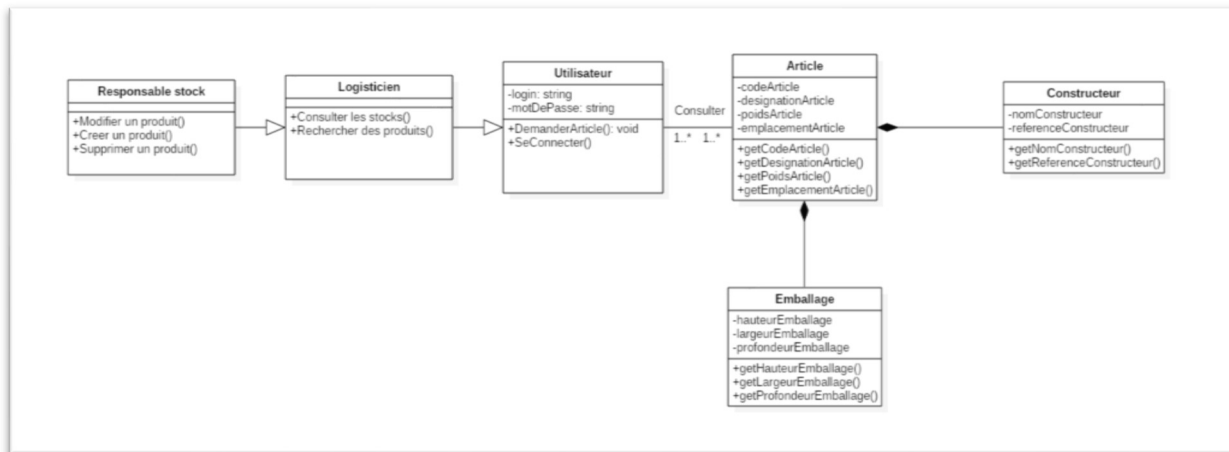 Responsable stock
+Modifier un produit()
+Creer un produit()
+Supprimer un produit()
Logisticien
+Consulter les stocks()
+Rechercher des produits()
Utilisateur
-login: string
-motDePasse: string
+DemanderArticle(): void
+SeConnecter()
Consulter
1..* 1..*
Article
-codeArticle
-designationArticle
-poidsArticle
-emplacementArticle
+getCodeArticle()
+getDesignationArticle()
+getPoidsArticle()
+getEmplacementArticle()
Constructeur
-nomConstructeur
-referenceConstructeur
+getNomConstructeur()
+getReferenceConstructeur()
Emballage
-hauteurEmballage
-largeurEmballage
-profondeurEmballage
+getHauteurEmballage()
+getLargeurEmballage()
+getProfondeurEmballage()